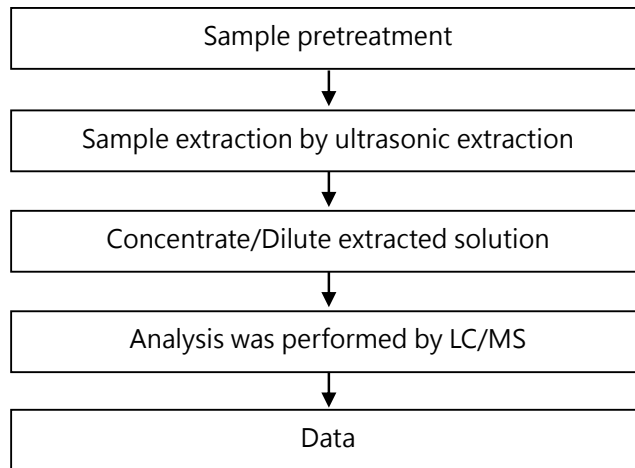 Sample pretreatment
Sample extraction by ultrasonic extraction
Concentrate/Dilute extracted solution
Analysis was performed by LC/MS
Data